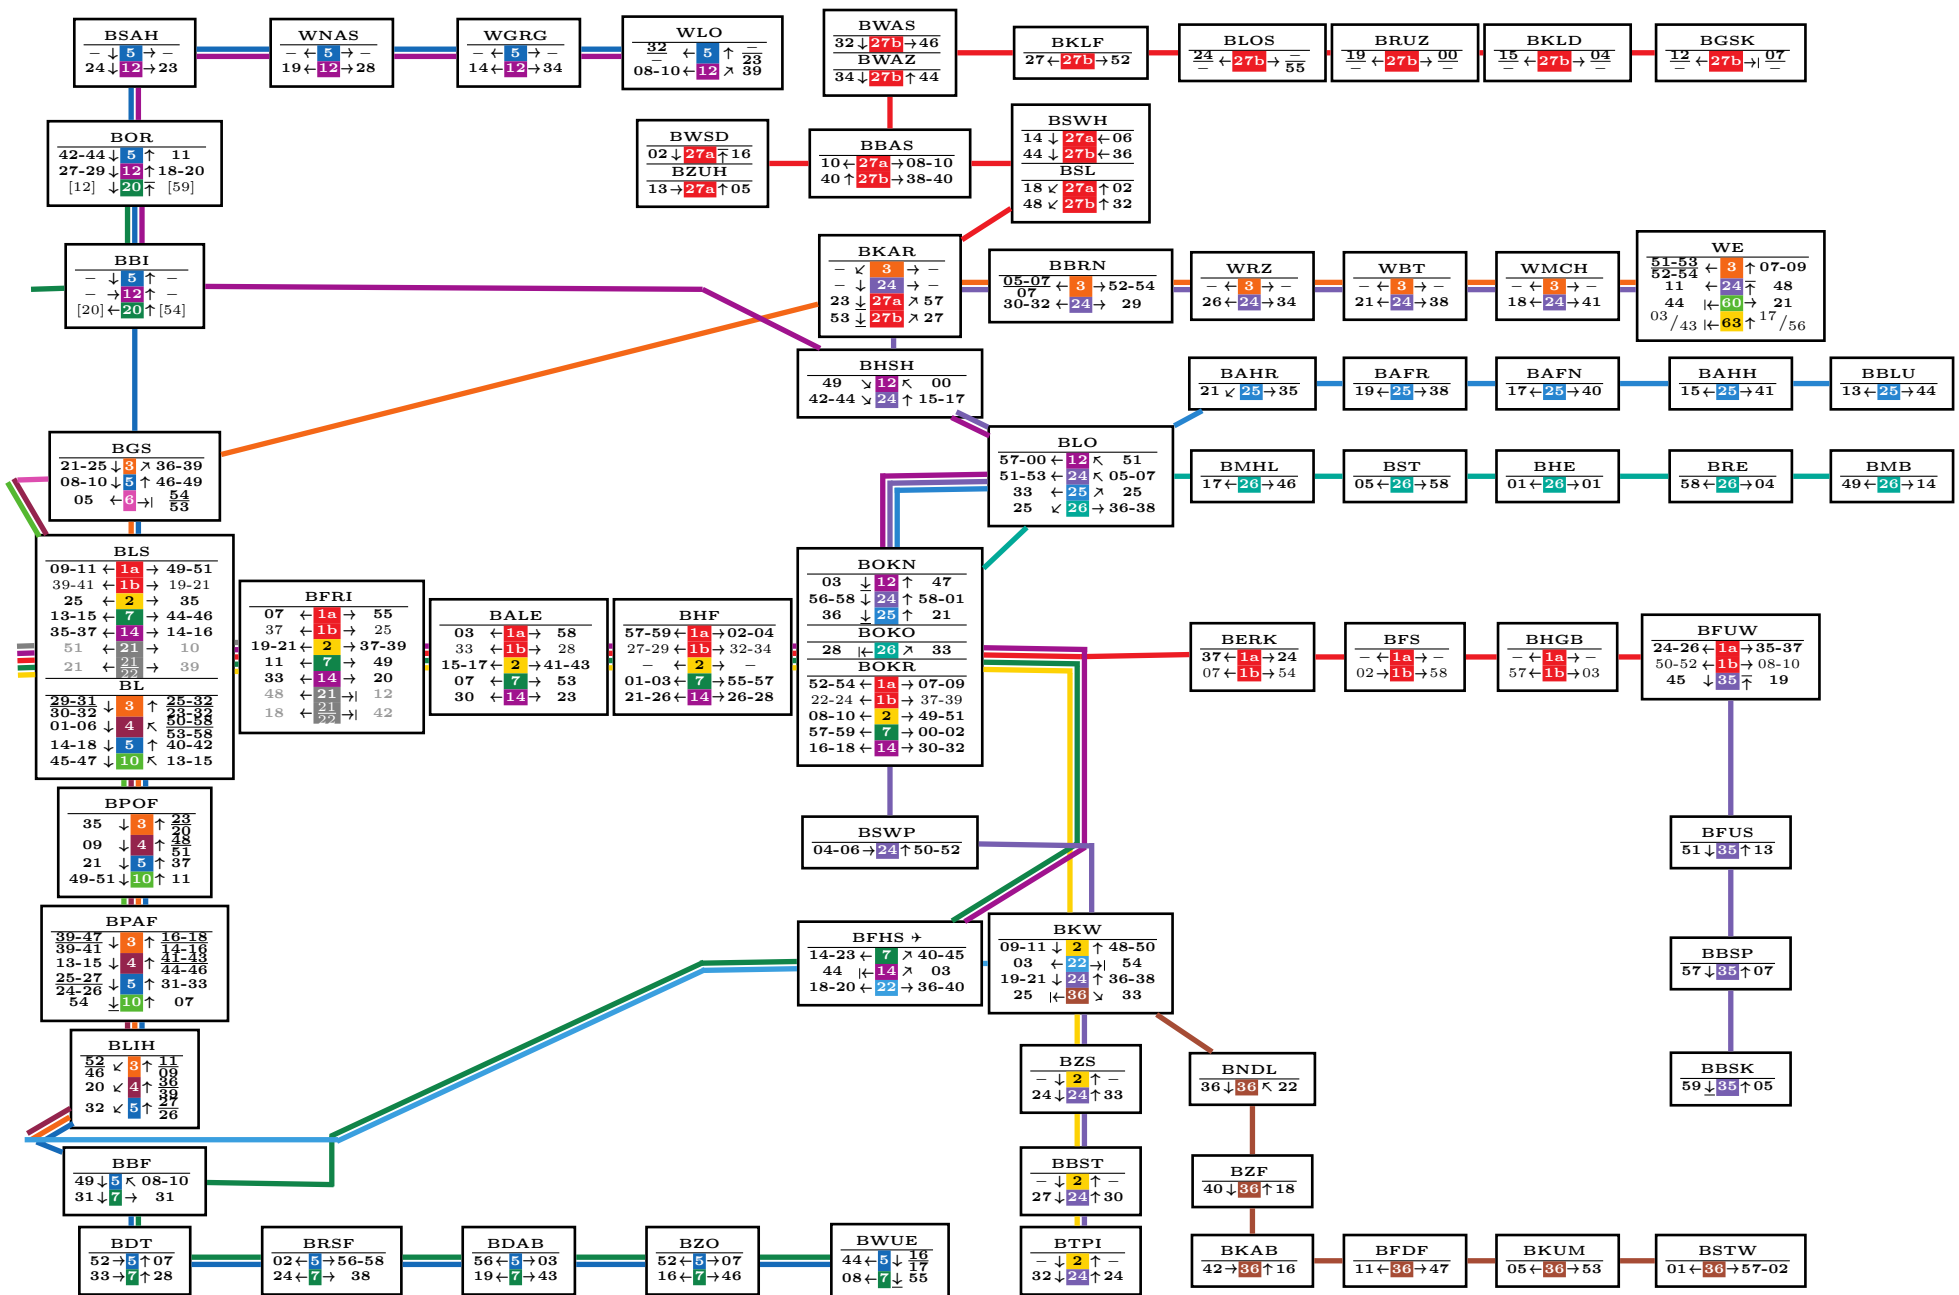 BSAH
– ↓ 5 → –
24 ↓ 12 → 23
WNAS
– ← 5 → –
19 ← 12 → 28
WGRG
– ← 5 → –
14 ← 12 → 34
WLO
32/– ← 5 ↑ –/23
08-10 ← 12 ↗ 39
BWAS
32 ↓ 27b → 46
BWAZ
34 ↓ 27b ↑ 44
BKLF
27 ← 27b → 52
BLOS
24/– ← 27b → –/55
BRUZ
19/– ← 27b → 00/–
BKLD
15/– ← 27b → 04/–
BGSK
12/– ← 27b →| 07/–
BOR
42-44 ↓ 5 ↑ 11
27-29 ↓ 12 ↑ 18-20
[12] ↓ 20 ↑ [59]
BWSD
02 ↓ 27a ↑ 16
BZUH
13 → 27a ↑ 05
BBAS
10 ← 27a → 08-10
40 ↑ 27b → 38-40
BSWH
14 ↓ 27a ← 06
44 ↓ 27b ← 36
BSL
18 ↙ 27a ↑ 02
48 ↙ 27b ↑ 32
BBI
– ↓ 5 ↑ –
– → 12 ↑ –
[20] ← 20 ↑ [54]
BKAR
– ↙ 3 → –
– ↓ 24 → –
23 ↓ 27a ↗ 57
53 ↓ 27b ↗ 27
BBRN
05-07/07 ← 3 → 52-54
30-32 ← 24 → 29
WRZ
– ← 3 → –
26 ← 24 → 34
WBT
– ← 3 → –
21 ← 24 → 38
WMCH
– ← 3 → –
18 ← 24 → 41
WE
51-53/52-54 ← 3 ↑ 07-09
11 ← 24 ↑ 48
44 |← 60 → 21
03/43 |← 63 ↑ 17/56
BHSH
49 ↘ 12 ↖ 00
42-44 ↘ 24 ↑ 15-17
BAHR
21 ↙ 25 → 35
BAFR
19 ← 25 → 38
BAFN
17 ← 25 → 40
BAHH
15 ← 25 → 41
BBLU
13 ← 25 → 44
BGS
21-25 ↓ 3 ↗ 36-39
08-10 ↓ 5 ↑ 46-49
05 ← 6 →| 54/53
BLO
57-00 ← 12 ↖ 51
51-53 ← 24 ↖ 05-07
33 ← 25 ↗ 25
25 ↙ 26 → 36-38
BMHL
17 ← 26 → 46
BST
05 ← 26 → 58
BHE
01 ← 26 → 01
BRE
58 ← 26 → 04
BMB
49 ← 26 → 14
BLS
09-11 ← 1a → 49-51
39-41 ← 1b → 19-21
25 ← 2 → 35
13-15 ← 7 → 44-46
35-37 ← 14 → 14-16
51 ← 21 → 10
21 ← 21/22 → 39
BL
29-31/30-32 ↓ 3 ↑ 25-32/23-32
01-06 ↓ 4 ↖ 50-58/53-58
14-18 ↓ 5 ↑ 40-42
45-47 ↓ 10 ↖ 13-15
BFRI
07 ← 1a → 55
37 ← 1b → 25
19-21 ← 2 → 37-39
11 ← 7 → 49
33 ← 14 → 20
48 ← 21 →| 12
18 ← 21/22 →| 42
BALE
03 ← 1a → 58
33 ← 1b → 28
15-17 ← 2 → 41-43
07 ← 7 → 53
30 ← 14 → 23
BHF
57-59 ← 1a → 02-04
27-29 ← 1b → 32-34
– ← 2 → –
01-03 ← 7 → 55-57
21-26 ← 14 → 26-28
BOKN
03 ↓ 12 ↑ 47
56-58 ↓ 24 ↑ 58-01
36 ↓ 25 ↑ 21
BOKO
28 |← 26 ↗ 33
BOKR
52-54 ← 1a → 07-09
22-24 ← 1b → 37-39
08-10 ← 2 → 49-51
57-59 ← 7 → 00-02
16-18 ← 14 → 30-32
BERK
37 ← 1a → 24
07 ← 1b → 54
BFS
– ← 1a → –
02 → 1b → 58
BHGB
– ← 1a → –
57 ← 1b → 03
BFUW
24-26 ← 1a → 35-37
50-52 ← 1b → 08-10
45 ↓ 35 ↑ 19
BPOF
35 ↓ 3 ↑ 23/20
09 ↓ 4 ↑ 48/51
21 ↓ 5 ↑ 37
49-51 ↓ 10 ↑ 11
BSWP
04-06 → 24 ↑ 50-52
BFUS
51 ↓ 35 ↑ 13
BPAF
39-47/39-41 ↓ 3 ↑ 16-18/14-16
13-15 ↓ 4 ↑ 41-43/44-46
25-27/24-26 ↓ 5 ↑ 31-33
54 ↓ 10 ↑ 07
BFHS ✈
14-23 ← 7 ↗ 40-45
44 |← 14 ↗ 03
18-20 ← 22 → 36-40
BKW
09-11 ↓ 2 ↑ 48-50
03 ← 22 →| 54
19-21 ↓ 24 ↑ 36-38
25 |← 36 ↘ 33
BBSP
57 ↓ 35 ↑ 07
BLIH
52/46 ↙ 3 ↑ 11/09
20 ↙ 4 ↑ 36/39
32 ↙ 5 ↑ 27/26
BZS
– ↓ 2 ↑ –
24 ↓ 24 ↑ 33
BNDL
36 ↓ 36 ↖ 22
BBSK
59 ↓ 35 ↑ 05
BBF
49 ↓ 5 ↖ 08-10
31 ↓ 7 → 31
BBST
– ↓ 2 ↑ –
27 ↓ 24 ↑ 30
BZF
40 ↓ 36 ↑ 18
BDT
52 → 5 ↑ 07
33 → 7 ↑ 28
BRSF
02 ← 5 → 56-58
24 ← 7 → 38
BDAB
56 ← 5 → 03
19 ← 7 → 43
BZO
52 ← 5 → 07
16 ← 7 → 46
BWUE
44 ← 5 ↓ 16/17
08 ← 7 ↓ 55
BTPI
– ↓ 2 ↑ –
32 ↓ 24 ↑ 24
BKAB
42 → 36 ↑ 16
BFDF
11 ← 36 → 47
BKUM
05 ← 36 → 53
BSTW
01 ← 36 → 57-02